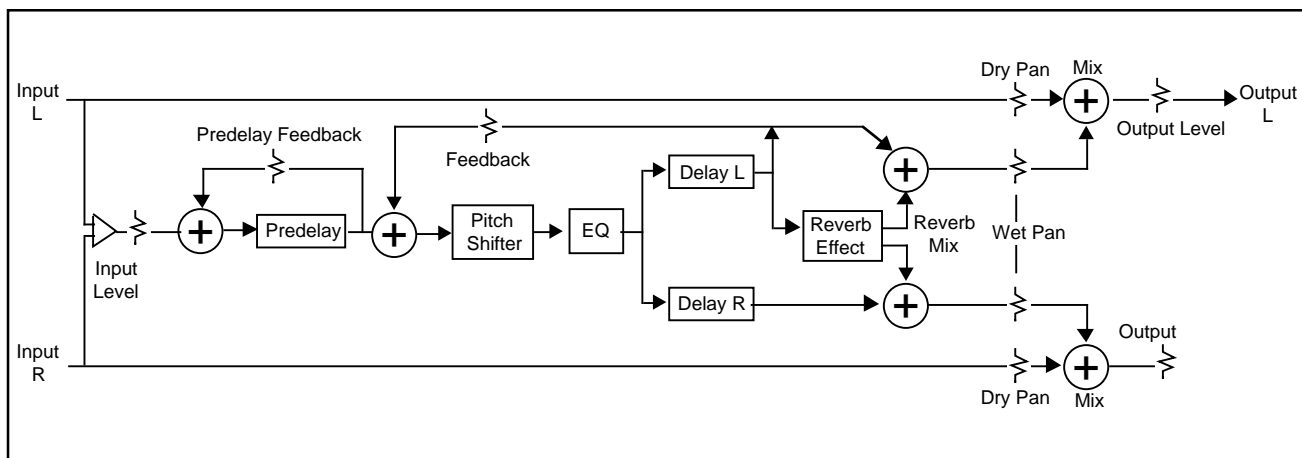 Dry Pan
Mix
Input
L
Output
L
Output Level
Predelay Feedback
Feedback
Delay L
Predelay
Pitch
Shifter
EQ
Reverb
Effect
Reverb
Mix
Wet Pan
Input
Level
Delay R
Output
Input
R
Dry Pan
Mix